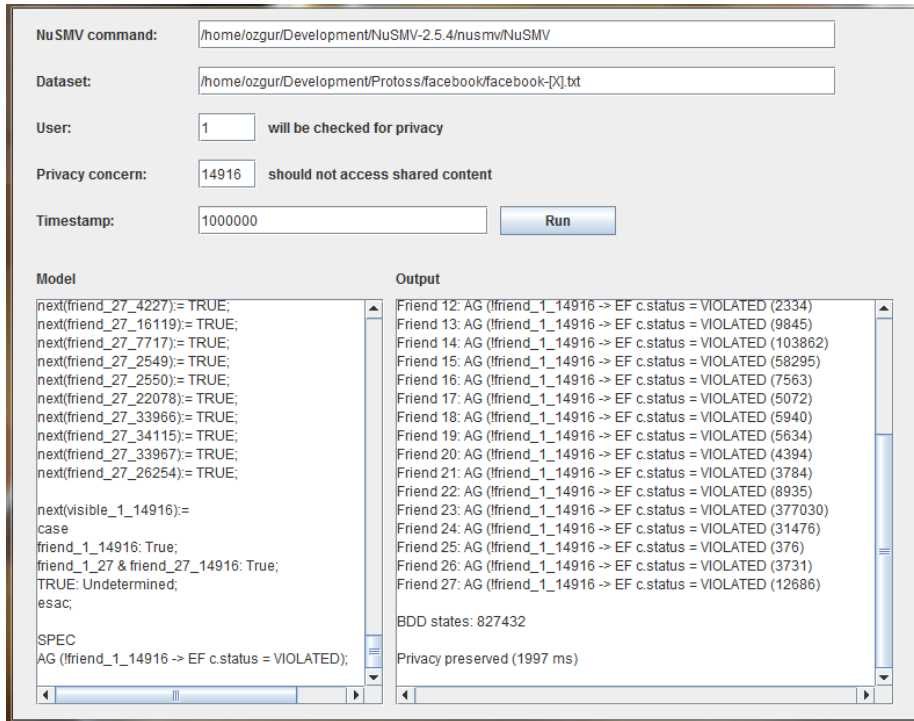 NuSMV command: /home/ozgur/Development/NuSMV-2.5.4/nusmv/NuSMV
Dataset: /home/ozgur/Development/Protoss/facebook/facebook-[X].txt
User: 1 will be checked for privacy
Privacy concern: 14916 should not access shared content
Timestamp: 1000000 Run
Model
next(friend_27_4227):= TRUE;
next(friend_27_16119):= TRUE;
next(friend_27_7717):= TRUE;
next(friend_27_2549):= TRUE;
next(friend_27_2550):= TRUE;
next(friend_27_22078):= TRUE;
next(friend_27_33966):= TRUE;
next(friend_27_34115):= TRUE;
next(friend_27_33967):= TRUE;
next(friend_27_26254):= TRUE;
next(visible_1_14916):=
case
friend_1_14916: True;
friend_1_27 & friend_27_14916: True;
TRUE: Undetermined;
esac;
SPEC
AG (!friend_1_14916 -> EF c.status = VIOLATED);
Output
Friend 12: AG (!friend_1_14916 -> EF c.status = VIOLATED (2334)
Friend 13: AG (!friend_1_14916 -> EF c.status = VIOLATED (9845)
Friend 14: AG (!friend_1_14916 -> EF c.status = VIOLATED (103862)
Friend 15: AG (!friend_1_14916 -> EF c.status = VIOLATED (58295)
Friend 16: AG (!friend_1_14916 -> EF c.status = VIOLATED (7563)
Friend 17: AG (!friend_1_14916 -> EF c.status = VIOLATED (5072)
Friend 18: AG (!friend_1_14916 -> EF c.status = VIOLATED (5940)
Friend 19: AG (!friend_1_14916 -> EF c.status = VIOLATED (5634)
Friend 20: AG (!friend_1_14916 -> EF c.status = VIOLATED (4394)
Friend 21: AG (!friend_1_14916 -> EF c.status = VIOLATED (3784)
Friend 22: AG (!friend_1_14916 -> EF c.status = VIOLATED (8935)
Friend 23: AG (!friend_1_14916 -> EF c.status = VIOLATED (377030)
Friend 24: AG (!friend_1_14916 -> EF c.status = VIOLATED (31476)
Friend 25: AG (!friend_1_14916 -> EF c.status = VIOLATED (376)
Friend 26: AG (!friend_1_14916 -> EF c.status = VIOLATED (3731)
Friend 27: AG (!friend_1_14916 -> EF c.status = VIOLATED (12686)
BDD states: 827432
Privacy preserved (1997 ms)